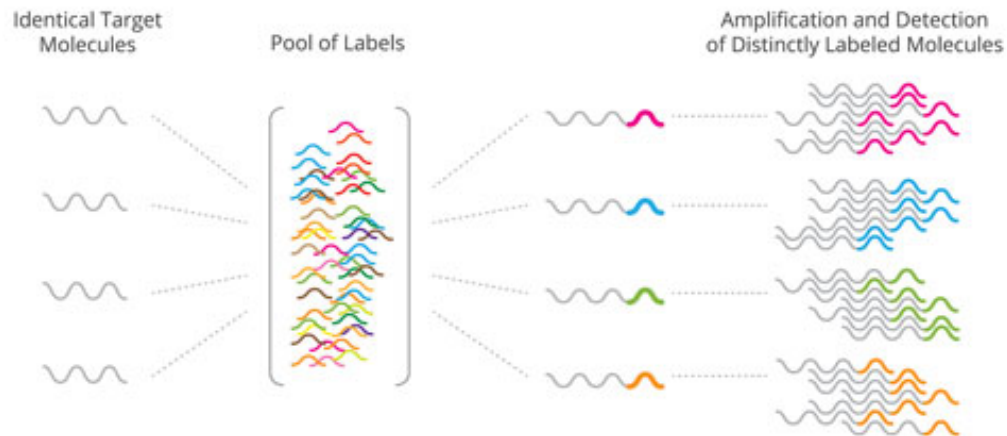 Identical Target
Molecules
Pool of Labels
Amplification and Detection
of Distinctly Labeled Molecules